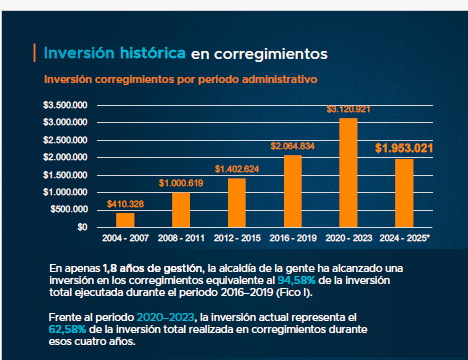 Inversión histórica en corregimientos
Inversión corregimientos por periodo administrativo
$3.500.000
$3.000.000
$2.500.000
$2.000.000
$1.500.000
$1.000.000
$500.000
$0
$410.328
$1.000.619
$1.402.624
$2.064.834
$3.120.921
$1.953.021
2004 - 2007
2008 - 2011
2012 - 2015
2016 - 2019
2020 - 2023
2024 - 2025*
En apenas 1,8 años de gestión, la alcaldía de la gente ha alcanzado una
inversión en los corregimientos equivalente al 94,58% de la inversión
total ejecutada durante el periodo 2016–2019 (Fico I).
Frente al periodo 2020–2023, la inversión actual representa el
62,58% de la inversión total realizada en corregimientos durante
esos cuatro años.